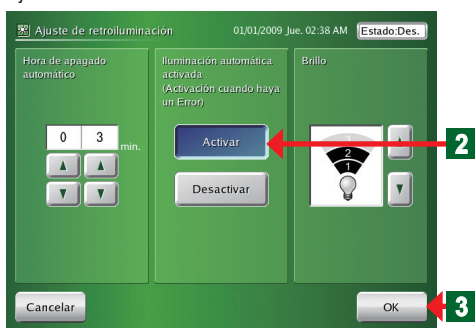 Ajuste de retroiluminación
01/01/2009 Jue. 02:38 AM
Estado:Des.
Hora de apagado
automático
0 3
min.
Iluminación automática
activada
(Activación cuando haya
un Error)
Activar
Desactivar
Brillo
3
2
1
2
Cancelar
OK
3